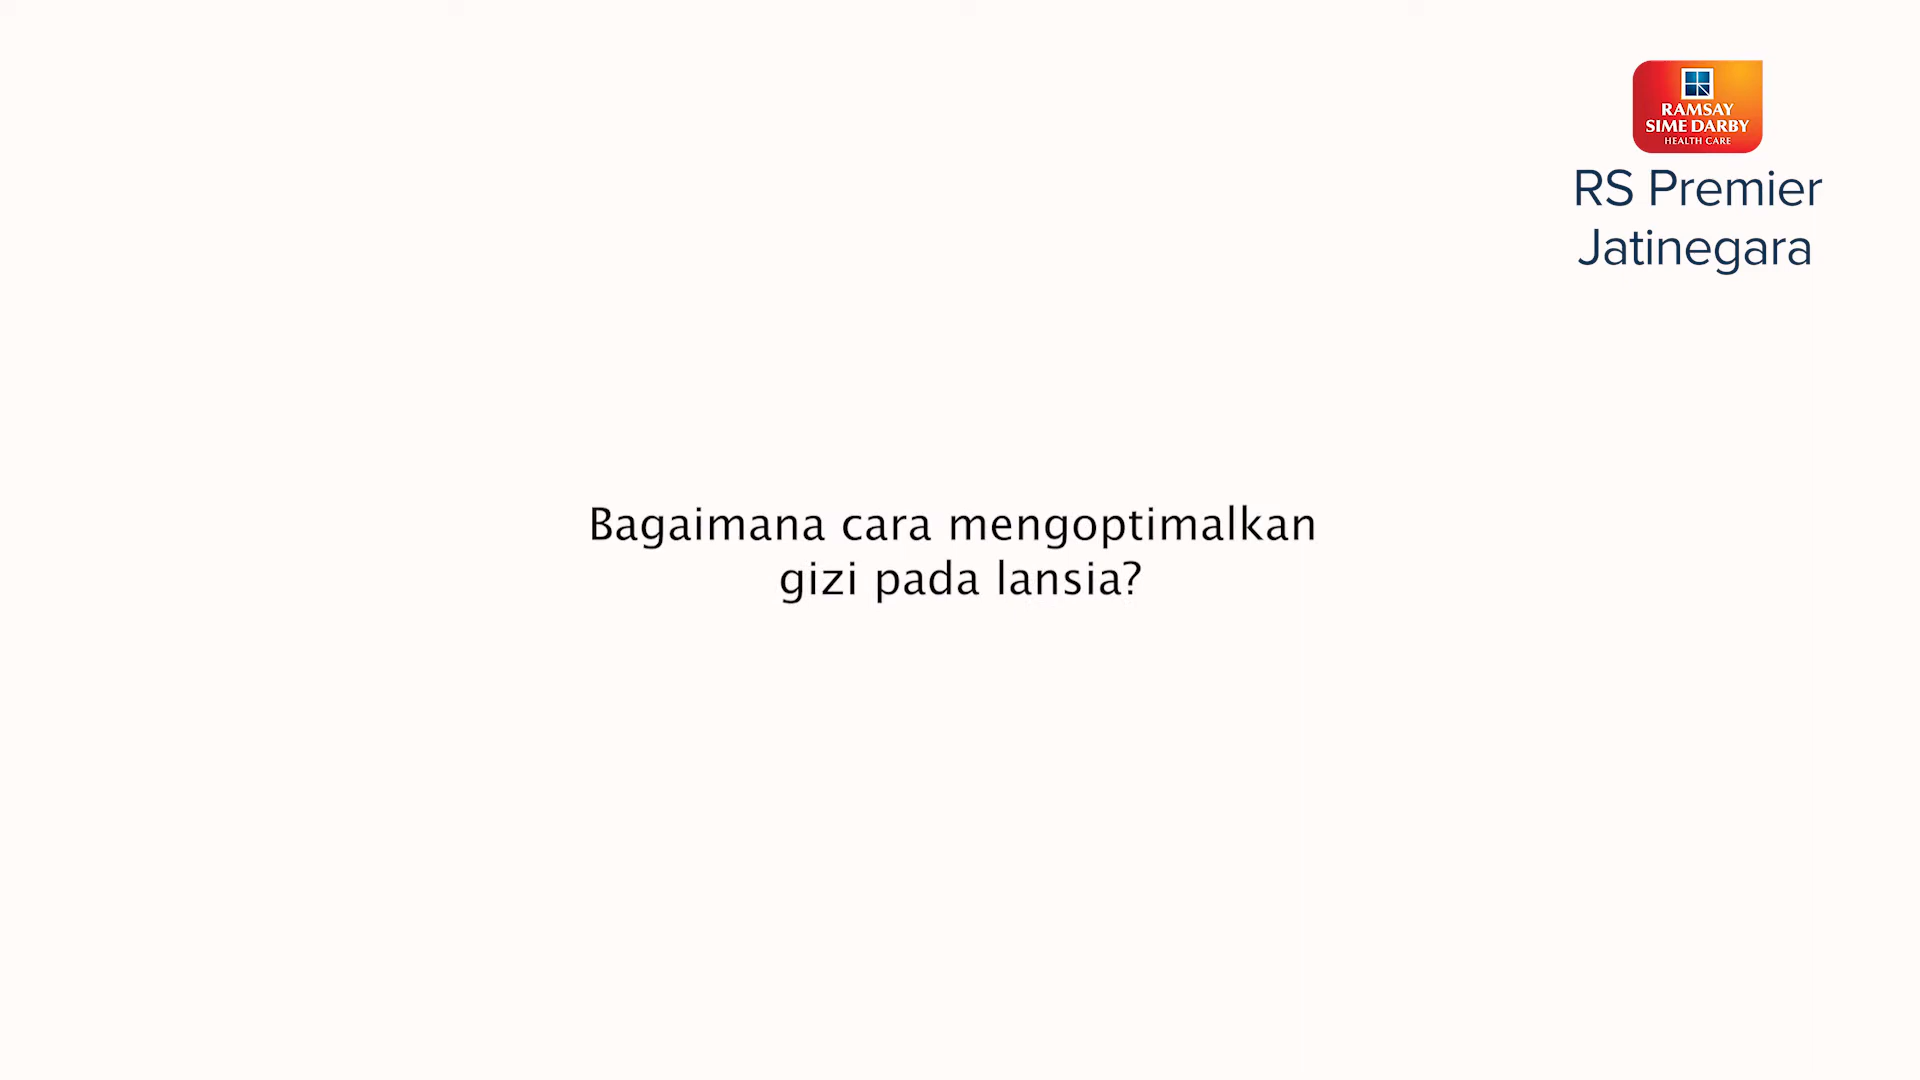 RAMSAY
SIME DARBY
HEALTH CARE
RS Premier
Jatinegara
Bagaimana cara mengoptimalkan
gizi pada lansia?